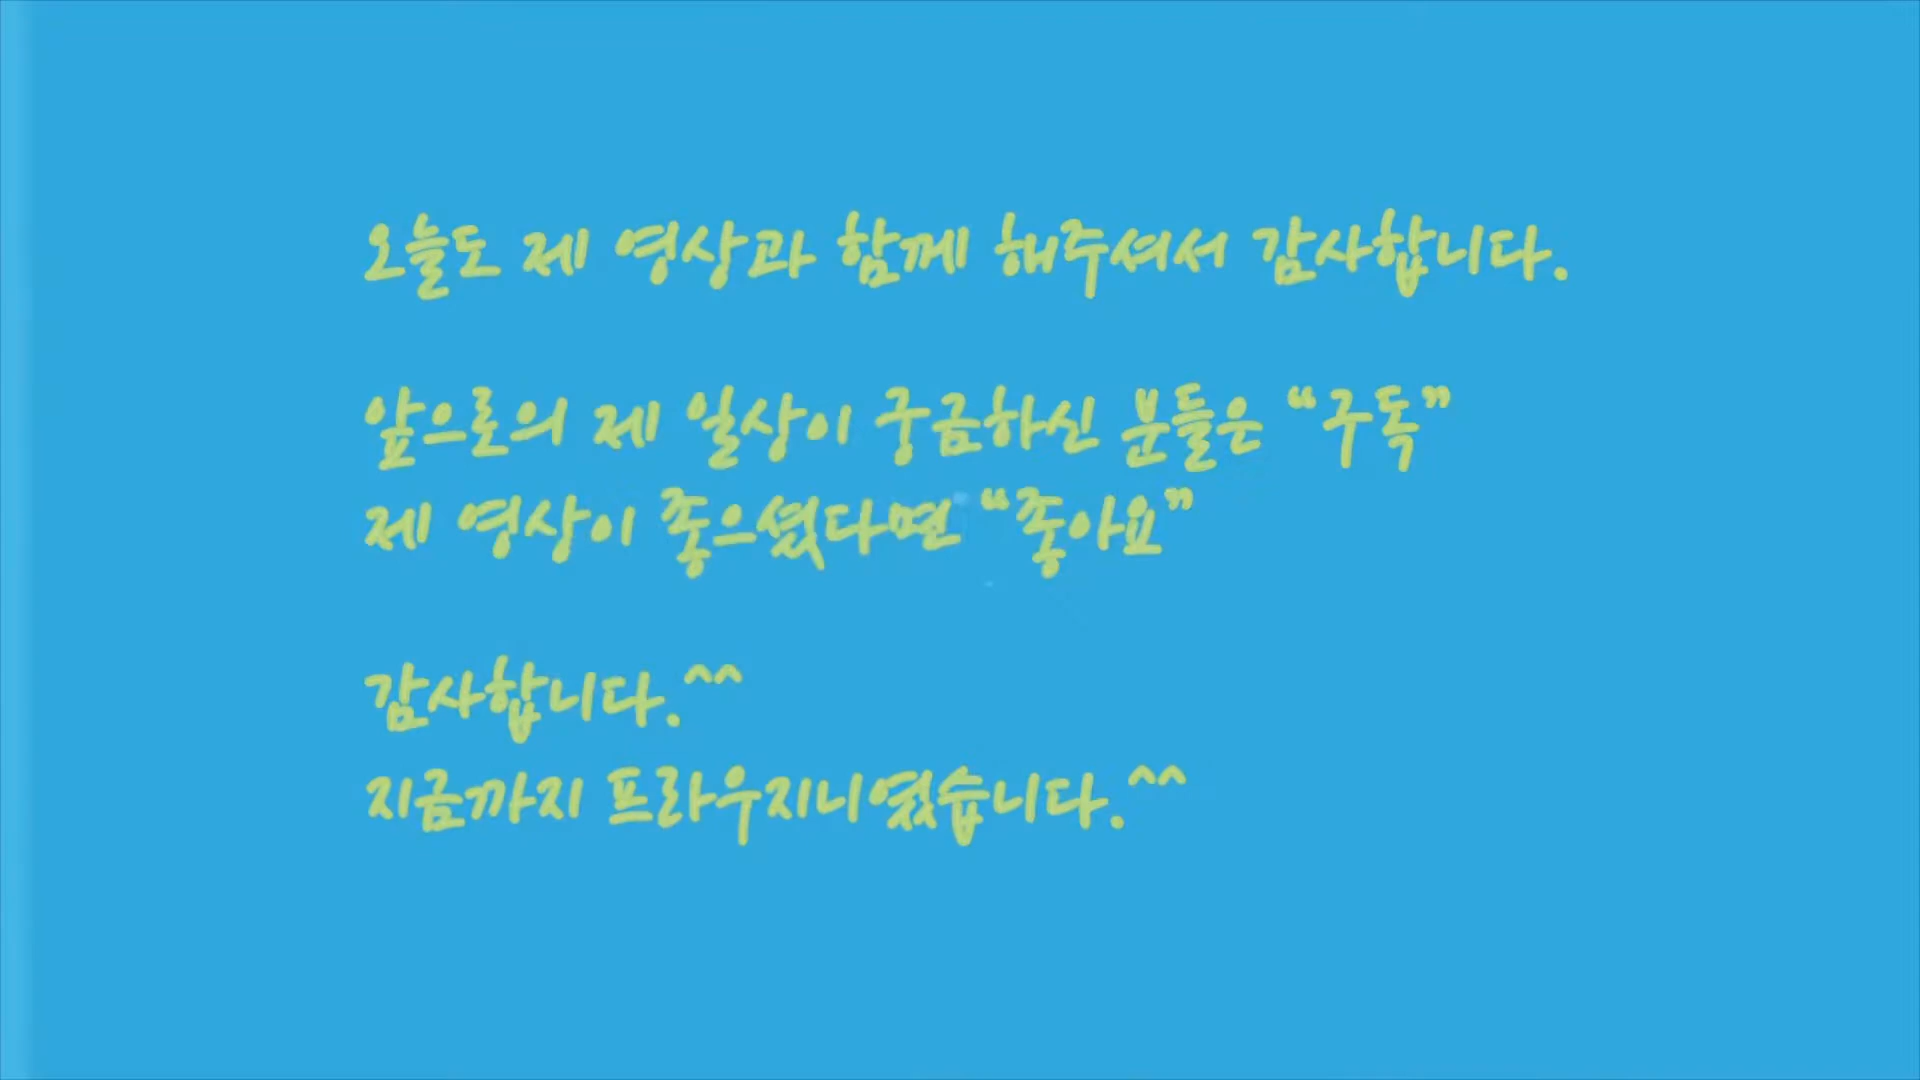 오늘도 제 영상과 함께 해주셔서 감사합니다.
앞으로의 제 일상이 궁금하신 분들은 “구독”
제 영상이 좋으셨다면 “좋아요”
감사합니다.^^
지금까지 프라우지니였습니다.^^